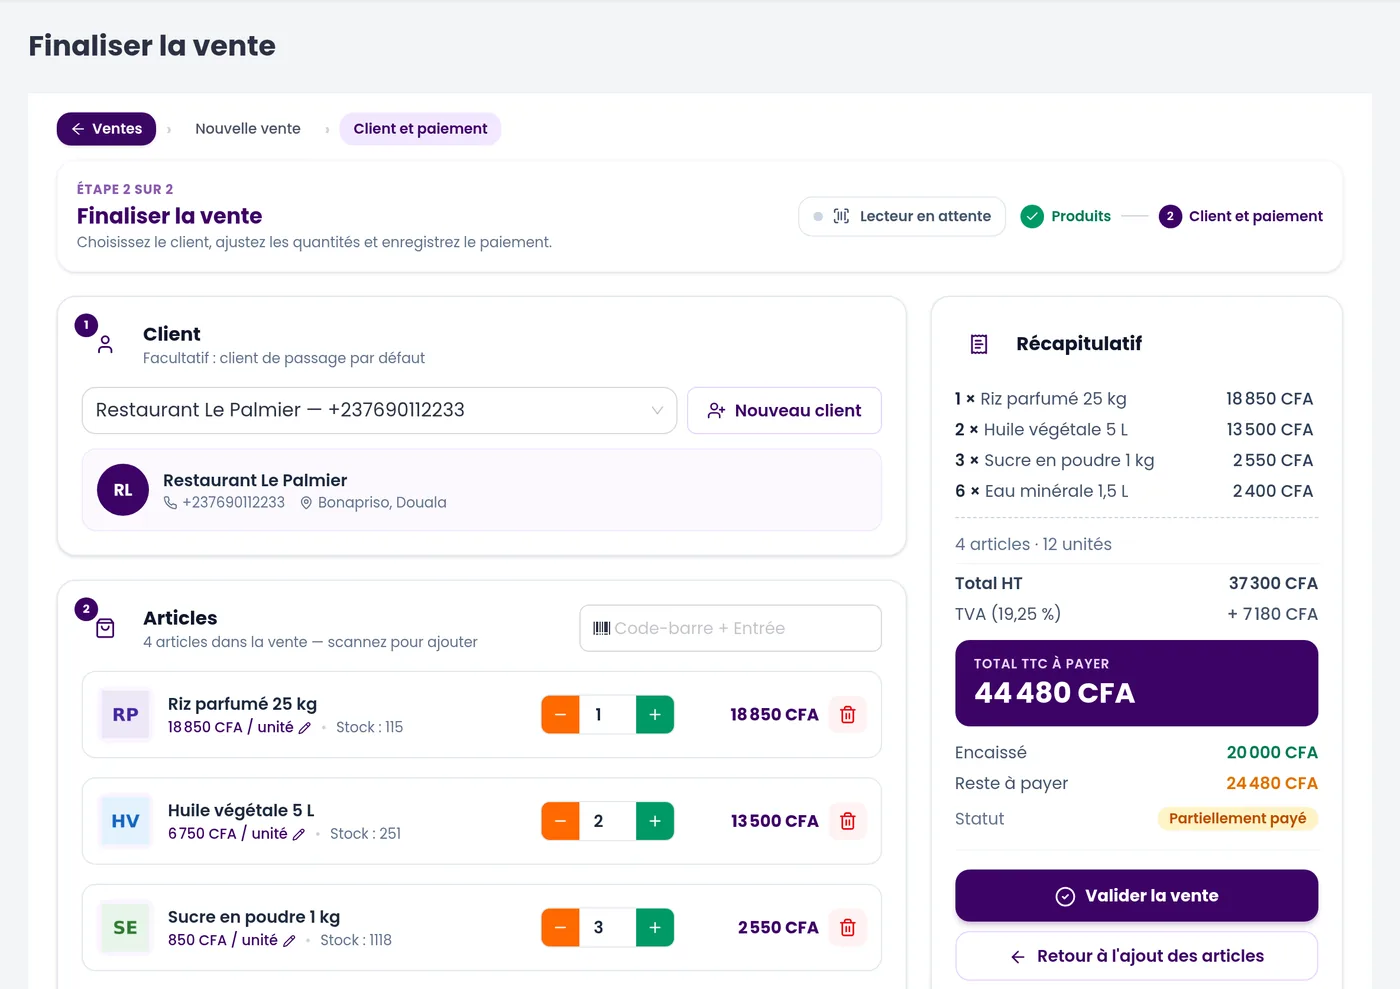 Finaliser la vente
← Ventes › Nouvelle vente › Client et paiement
ÉTAPE 2 SUR 2
Finaliser la vente
Choisissez le client, ajustez les quantités et enregistrez le paiement.
Lecteur en attente
Produits
2 Client et paiement
1
Client
Facultatif : client de passage par défaut
Restaurant Le Palmier — +237690112233
Nouveau client
RL
Restaurant Le Palmier
+237690112233 Bonapriso, Douala
2
Articles
4 articles dans la vente — scannez pour ajouter
Code-barre + Entrée
RP
Riz parfumé 25 kg
18 850 CFA / unité • Stock : 115
− 1 +
18 850 CFA
HV
Huile végétale 5 L
6 750 CFA / unité • Stock : 251
− 2 +
13 500 CFA
SE
Sucre en poudre 1 kg
850 CFA / unité • Stock : 1118
− 3 +
2 550 CFA
Récapitulatif
1 × Riz parfumé 25 kg 18 850 CFA
2 × Huile végétale 5 L 13 500 CFA
3 × Sucre en poudre 1 kg 2 550 CFA
6 × Eau minérale 1,5 L 2 400 CFA
4 articles · 12 unités
Total HT 37 300 CFA
TVA (19,25 %) + 7 180 CFA
TOTAL TTC À PAYER
44 480 CFA
Encaissé 20 000 CFA
Reste à payer 24 480 CFA
Statut Partiellement payé
Valider la vente
← Retour à l'ajout des articles